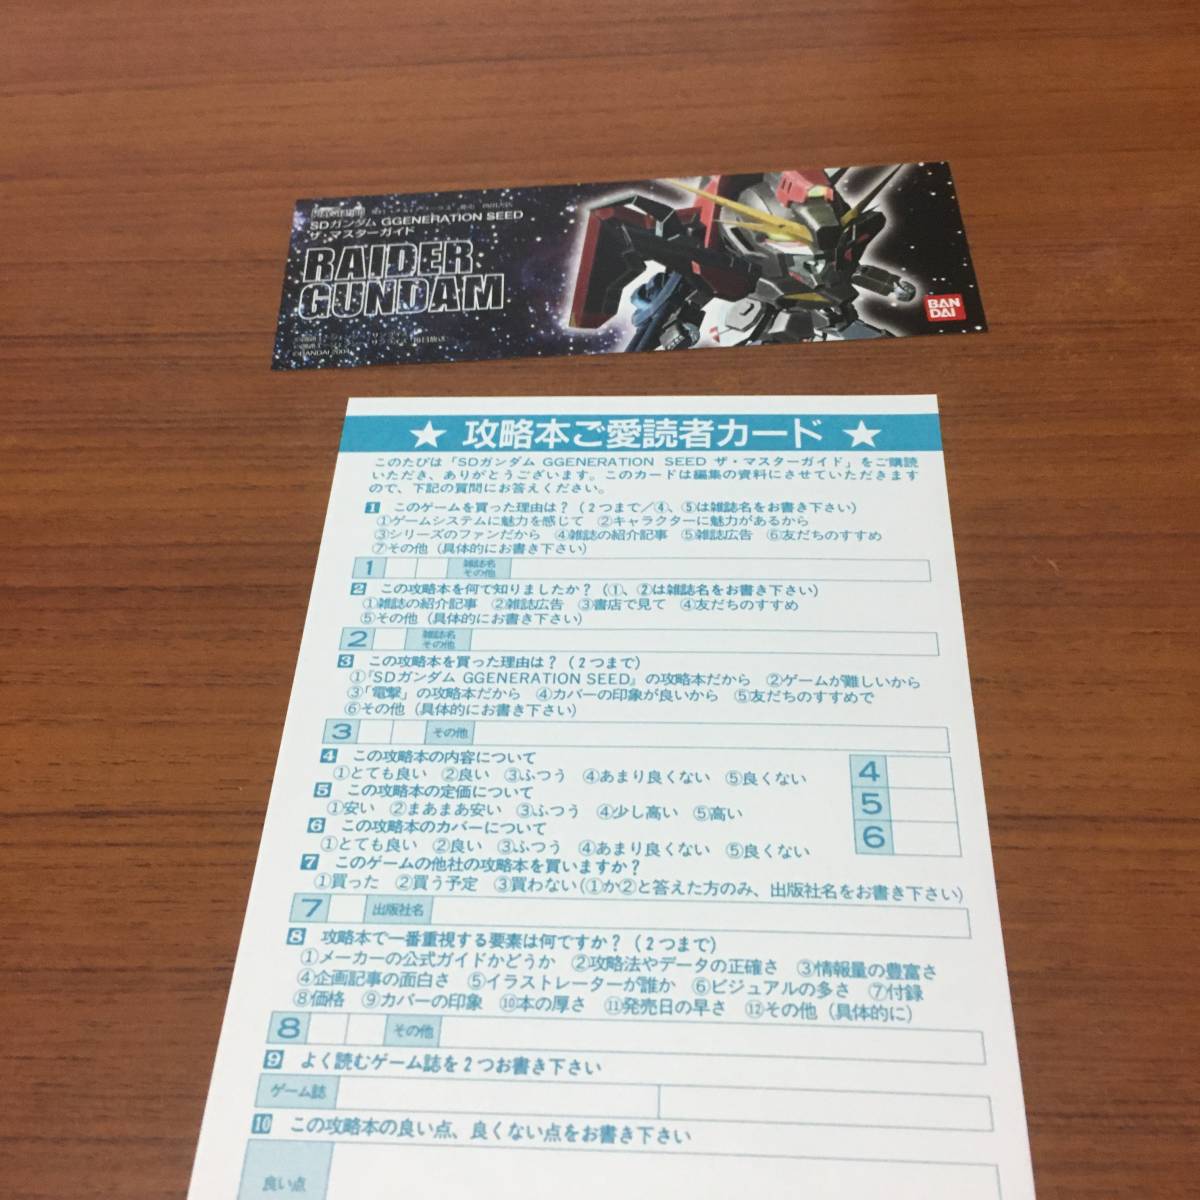 SDガンダム GGENERATION SEED
ザ・マスターガイド
RAIDER
GUNDAM
©BANDAI
BAN
DAI
★ 攻略本ご愛読者カード ★
このたびは「SDガンダム GGENERATION SEED ザ・マスターガイド」をご購読
いただき、ありがとうございます。このカードは編集の資料にさせていただきます
ので、下記の質問にお答えください。
1 このゲームを買った理由は？（2つまで／④、⑤は雑誌名をお書き下さい）
①ゲームシステムに魅力を感じて ②キャラクターに魅力があるから
③シリーズのファンだから ④雑誌の紹介記事 ⑤雑誌広告 ⑥友だちのすすめ
⑦その他（具体的にお書き下さい）
1 雑誌名
その他
2 この攻略本を何で知りましたか？（①、②は雑誌名をお書き下さい）
①雑誌の紹介記事 ②雑誌広告 ③書店で見て ④友だちのすすめ
⑤その他（具体的にお書き下さい）
2 雑誌名
その他
3 この攻略本を買った理由は？（2つまで）
①『SDガンダム GGENERATION SEED』の攻略本だから ②ゲームが難しいから
③「電撃」の攻略本だから ④カバーの印象が良いから ⑤友だちのすすめで
⑥その他（具体的にお書き下さい）
3 その他
4 この攻略本の内容について
①とても良い ②良い ③ふつう ④あまり良くない ⑤良くない
4
5 この攻略本の定価について
①安い ②まあまあ安い ③ふつう ④少し高い ⑤高い
5
6 この攻略本のカバーについて
①とても良い ②良い ③ふつう ④あまり良くない ⑤良くない
6
7 このゲームの他社の攻略本を買いますか？
①買った ②買う予定 ③買わない（①か②と答えた方のみ、出版社名をお書き下さい）
7 出版社名
8 攻略本で一番重視する要素は何ですか？（2つまで）
①メーカーの公式ガイドかどうか ②攻略法やデータの正確さ ③情報量の豊富さ
④企画記事の面白さ ⑤イラストレーターが誰か ⑥ビジュアルの多さ ⑦付録
⑧価格 ⑨カバーの印象 ⑩本の厚さ ⑪発売日の早さ ⑫その他（具体的に）
8 その他
9 よく読むゲーム誌を2つお書き下さい
ゲーム誌
10 この攻略本の良い点、良くない点をお書き下さい
良い点